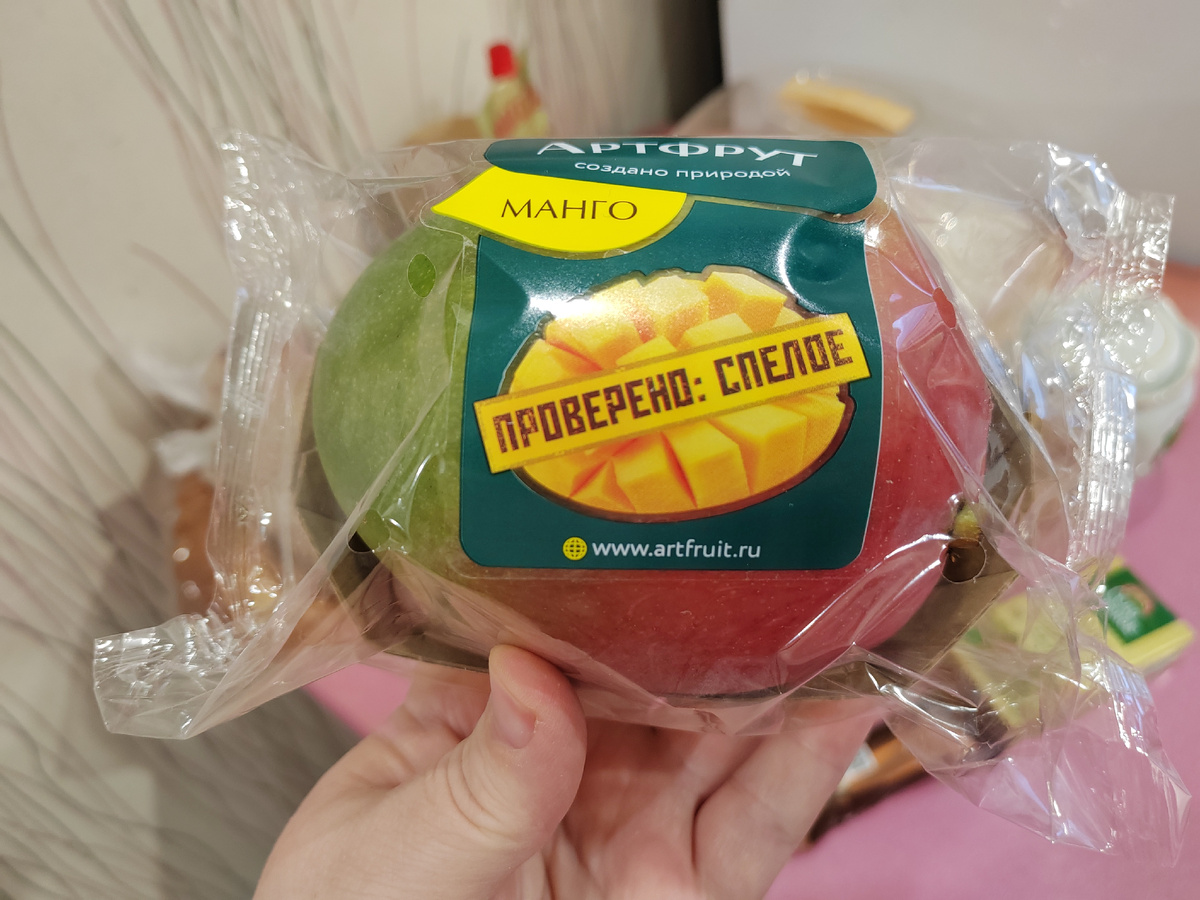 АРТФРУТ
создано природой
МАНГО
ПРОВЕРЕНО: СПЕЛОЕ
www.artfruit.ru